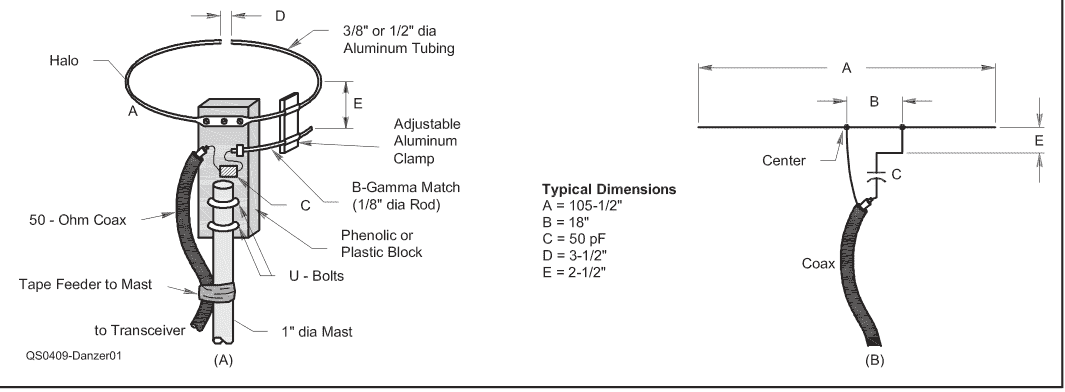 D
3/8" or 1/2" dia
Aluminum Tubing
Halo
A
E
Adjustable
Aluminum
Clamp
B-Gamma Match
(1/8" dia Rod)
C
50 - Ohm Coax
Phenolic or
Plastic Block
U - Bolts
Tape Feeder to Mast
to Transceiver
1" dia Mast
QS0409-Danzer01
(A)
Typical Dimensions
A = 105-1/2"
B = 18"
C = 50 pF
D = 3-1/2"
E = 2-1/2"
A
B
E
Center
C
Coax
(B)